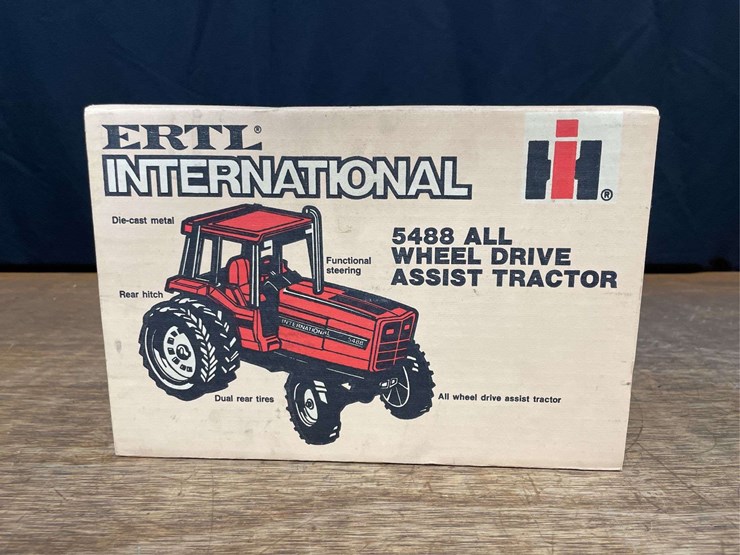 ERTL®
INTERNATIONAL
IH®
5488 ALL
WHEEL DRIVE
ASSIST TRACTOR
Die-cast metal
Functional
steering
Rear hitch
INTERNATIONAL 5488
Dual rear tires
All wheel drive assist tractor